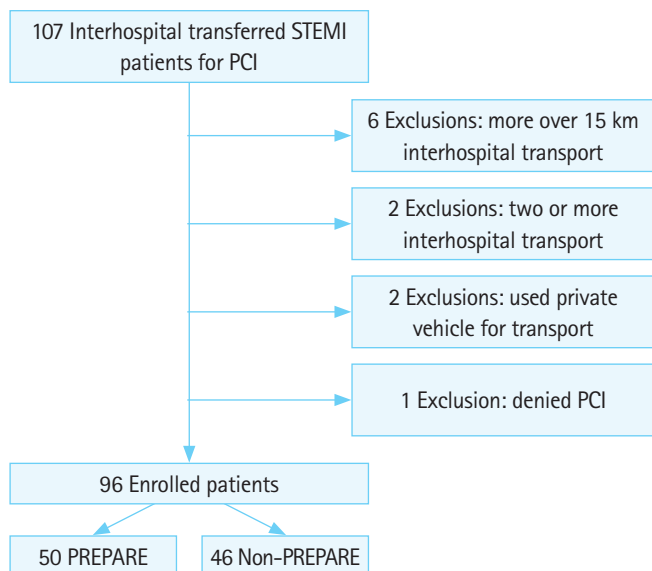 107 Interhospital transferred STEMI
patients for PCI
6 Exclusions: more over 15 km
interhospital transport
2 Exclusions: two or more
interhospital transport
2 Exclusions: used private
vehicle for transport
1 Exclusion: denied PCI
96 Enrolled patients
50 PREPARE
46 Non-PREPARE